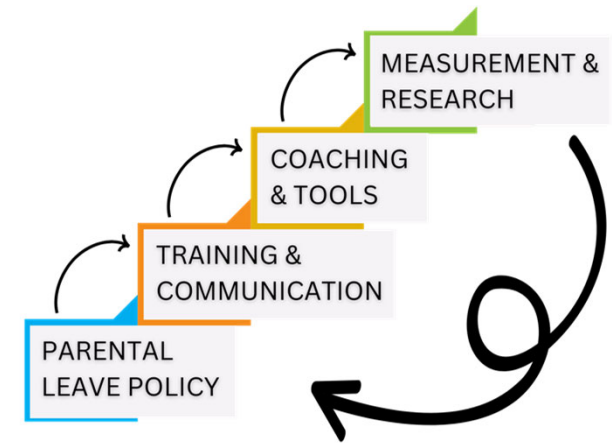 MEASUREMENT &
RESEARCH
COACHING
& TOOLS
TRAINING &
COMMUNICATION
PARENTAL
LEAVE POLICY